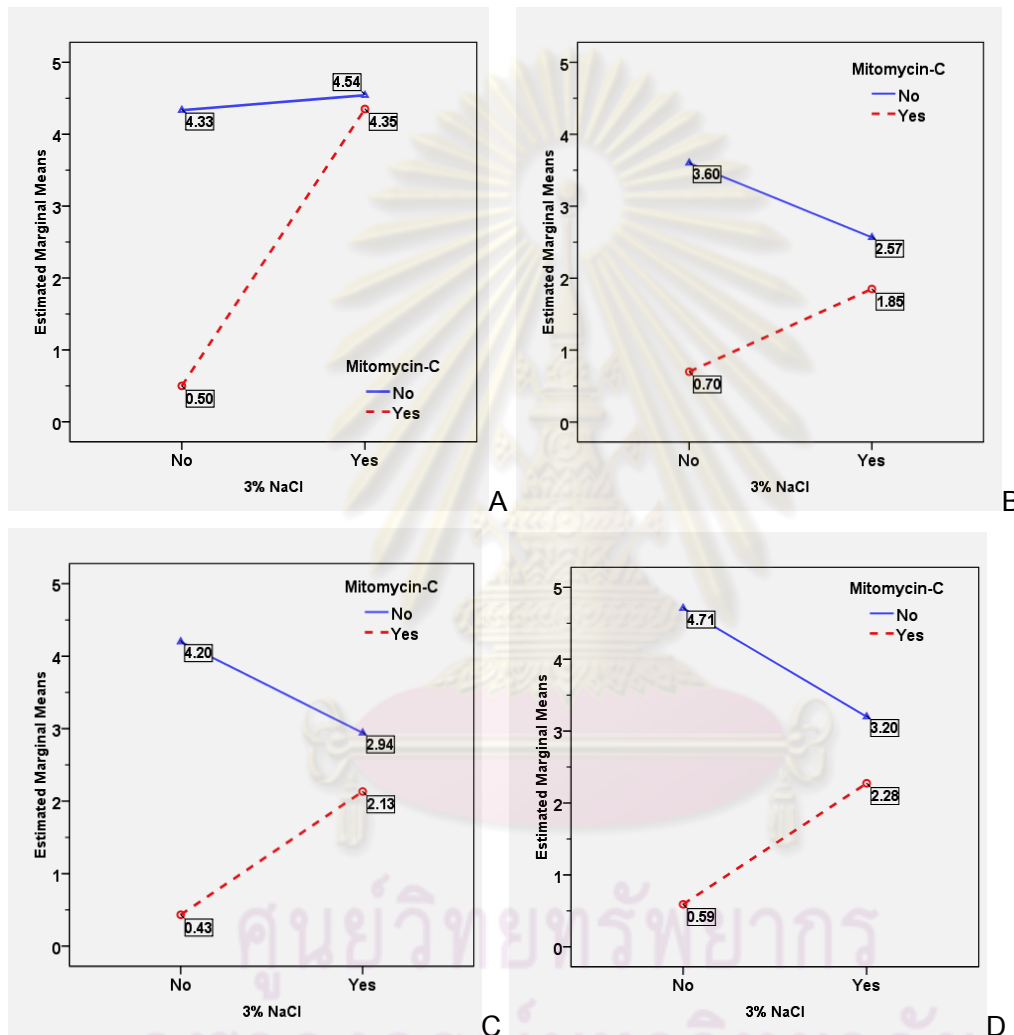 5
4
3
2
1
0
Estimated Marginal Means
4.54
4.33
4.35
0.50
Mitomycin-C
No
Yes
No Yes
3% NaCl
A
5
4
3
2
1
0
Estimated Marginal Means
Mitomycin-C
No
Yes
3.60
2.57
1.85
0.70
No Yes
3% NaCl
B
5
4
3
2
1
0
Estimated Marginal Means
Mitomycin-C
No
Yes
4.20
2.94
2.13
0.43
No Yes
3% NaCl
C
5
4
3
2
1
0
Estimated Marginal Means
Mitomycin-C
No
Yes
4.71
3.20
2.28
0.59
No Yes
3% NaCl
D
ศูนย์วิทยทรัพยากร